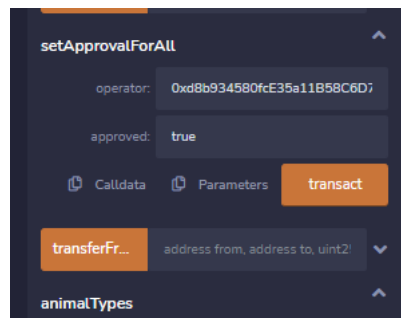 setApprovalForAll
operator: 0xd8b934580fcE35a11B58C6D7
approved: true
Calldata Parameters transact
transferFr... address from, address to, uint2
animalTypes